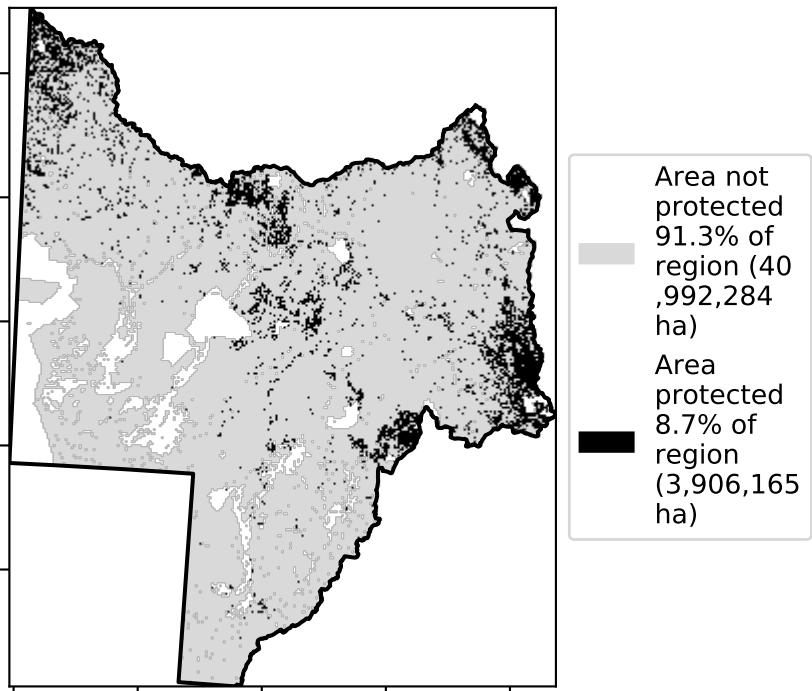 Area not
protected
91.3% of
region (40
,992,284
ha)
Area
protected
8.7% of
region
(3,906,165
ha)